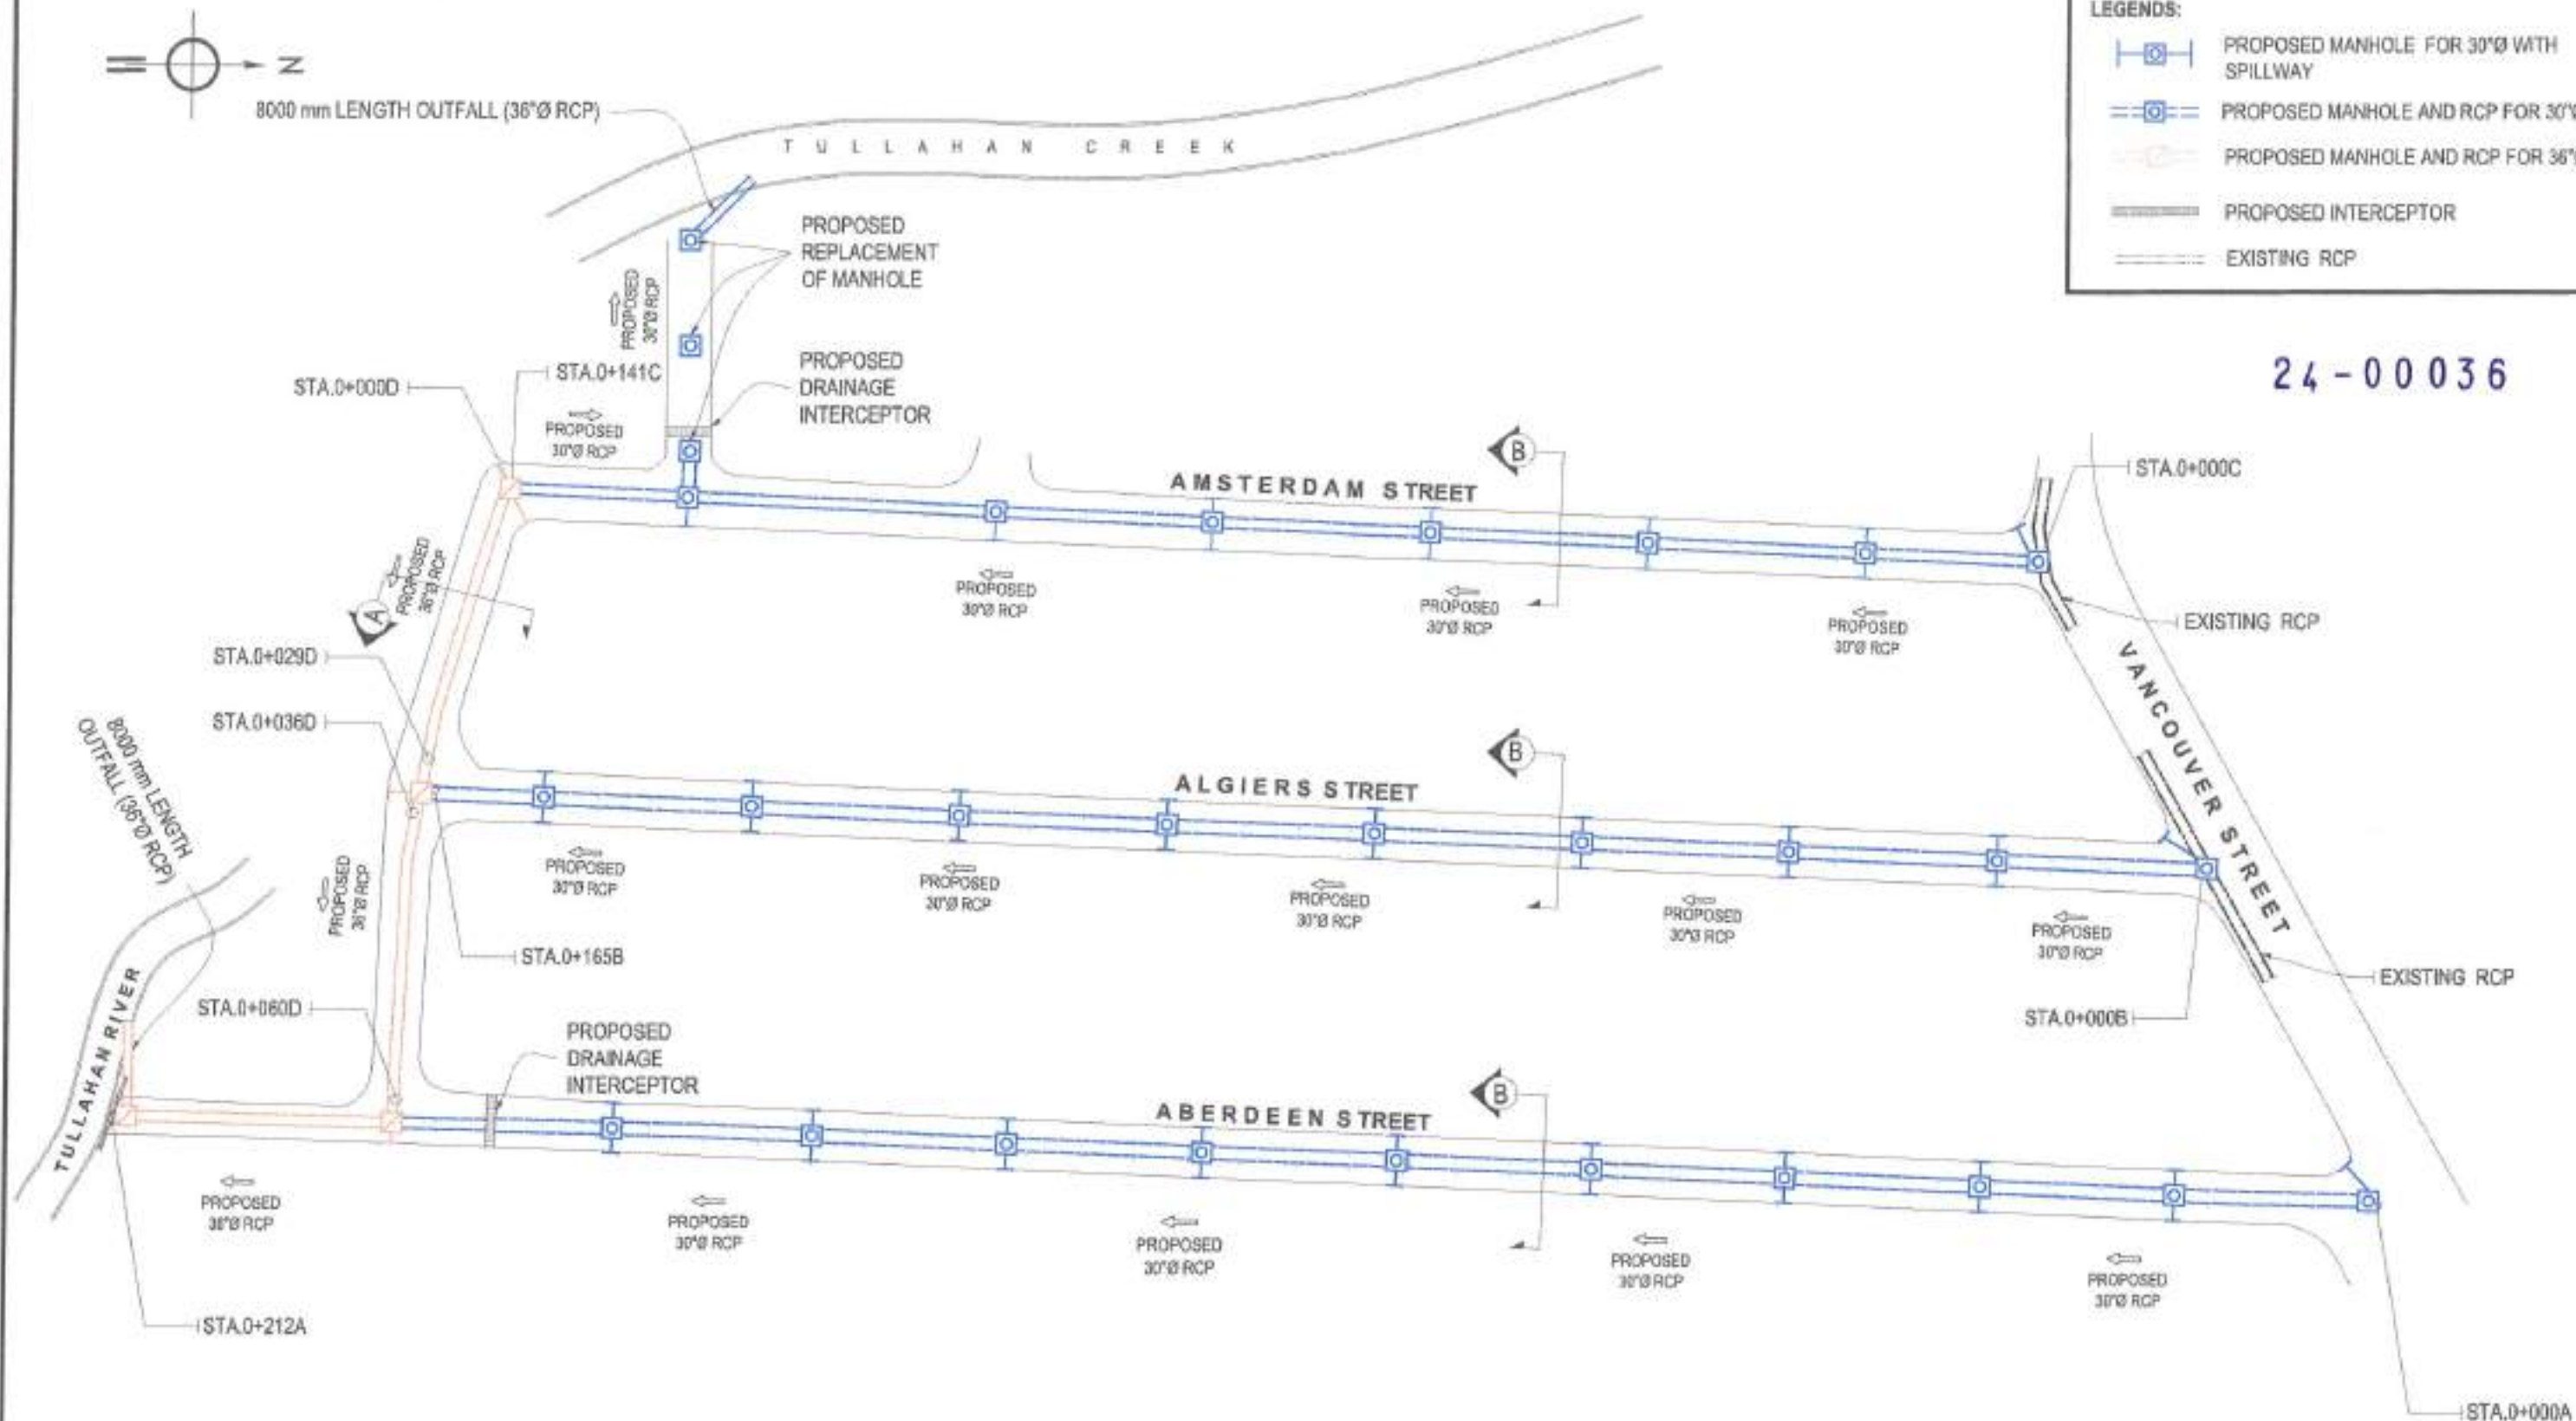 LEGENDS:
PROPOSED MANHOLE FOR 30"Ø WITH
SPILLWAY
PROPOSED MANHOLE AND RCP FOR 30"Ø
PROPOSED MANHOLE AND RCP FOR 36"
PROPOSED INTERCEPTOR
EXISTING RCP
24-00036
N
8000 mm LENGTH OUTFALL (36"Ø RCP)
TULLAHAN CREEK
PROPOSED
REPLACEMENT
OF MANHOLE
PROPOSED
30"Ø RCP
PROPOSED
DRAINAGE
INTERCEPTOR
STA.0+000D
STA.0+141C
PROPOSED
30"Ø RCP
AMSTERDAM STREET
B
STA.0+000C
PROPOSED
36"Ø RCP
A
PROPOSED
30"Ø RCP
PROPOSED
30"Ø RCP
PROPOSED
30"Ø RCP
EXISTING RCP
VANCOUVER STREET
STA.0+029D
STA.0+036D
8000 mm LENGTH
OUTFALL (36"Ø RCP)
ALGIERS STREET
B
PROPOSED
36"Ø RCP
PROPOSED
30"Ø RCP
PROPOSED
30"Ø RCP
PROPOSED
30"Ø RCP
PROPOSED
30"Ø RCP
PROPOSED
30"Ø RCP
STA.0+165B
EXISTING RCP
STA.0+000B
TULLAHAN RIVER
STA.0+060D
PROPOSED
DRAINAGE
INTERCEPTOR
ABERDEEN STREET
B
PROPOSED
36"Ø RCP
PROPOSED
30"Ø RCP
PROPOSED
30"Ø RCP
PROPOSED
30"Ø RCP
PROPOSED
30"Ø RCP
STA.0+212A
STA.0+000A